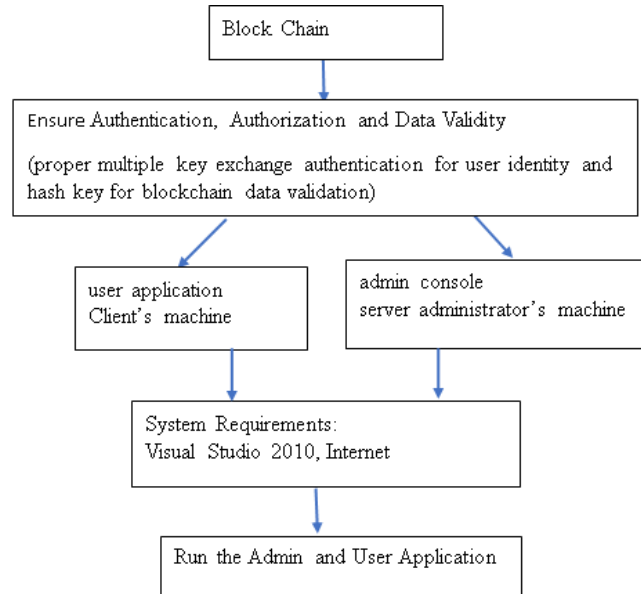 Block Chain
Ensure Authentication, Authorization and Data Validity
(proper multiple key exchange authentication for user identity and
hash key for blockchain data validation)
user application
Client's machine
admin console
server administrator's machine
System Requirements:
Visual Studio 2010, Internet
Run the Admin and User Application